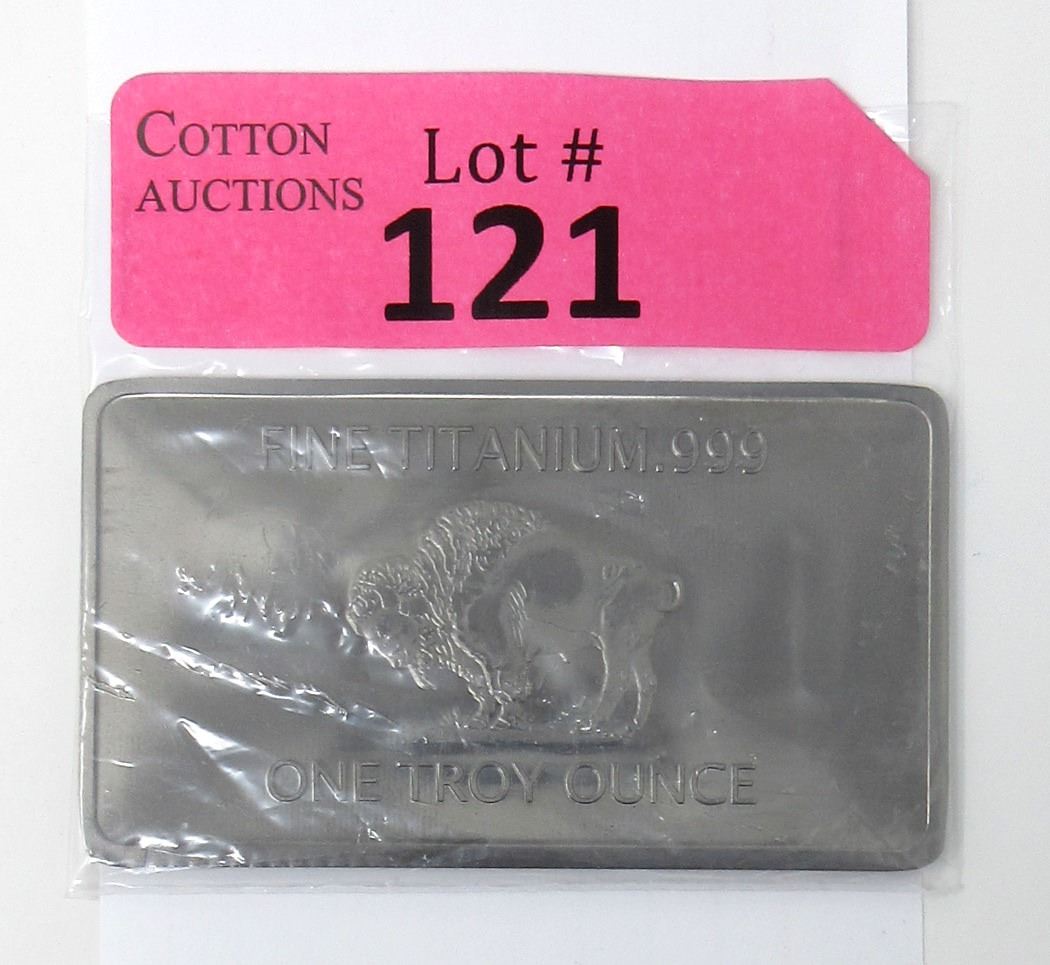 COTTON
AUCTIONS
Lot #
121
FINE TITANIUM.999
ONE TROY OUNCE